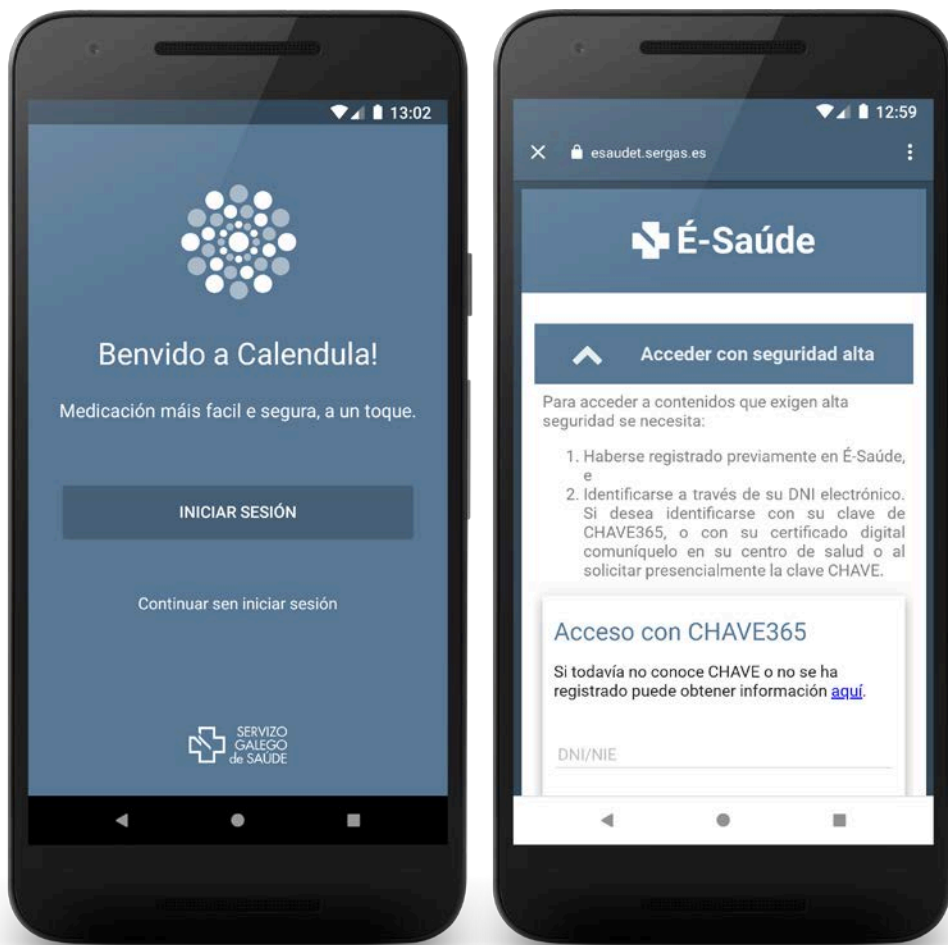 13:02
Benvido a Calendula!
Medicación máis facil e segura, a un toque.
INICIAR SESIÓN
Continuar sen iniciar sesión
SERVIZO
GALEGO
de SAÚDE
12:59
esaudet.sergas.es
É-Saúde
Acceder con seguridad alta
Para acceder a contenidos que exigen alta
seguridad se necesita:
1. Haberse registrado previamente en É-Saúde,
e
2. Identificarse a través de su DNI electrónico.
Si desea identificarse con su clave de
CHAVE365, o con su certificado digital
comuníquelo en su centro de salud o al
solicitar presencialmente la clave CHAVE.
Acceso con CHAVE365
Si todavía no conoce CHAVE o no se ha
registrado puede obtener información aquí.
DNI/NIE